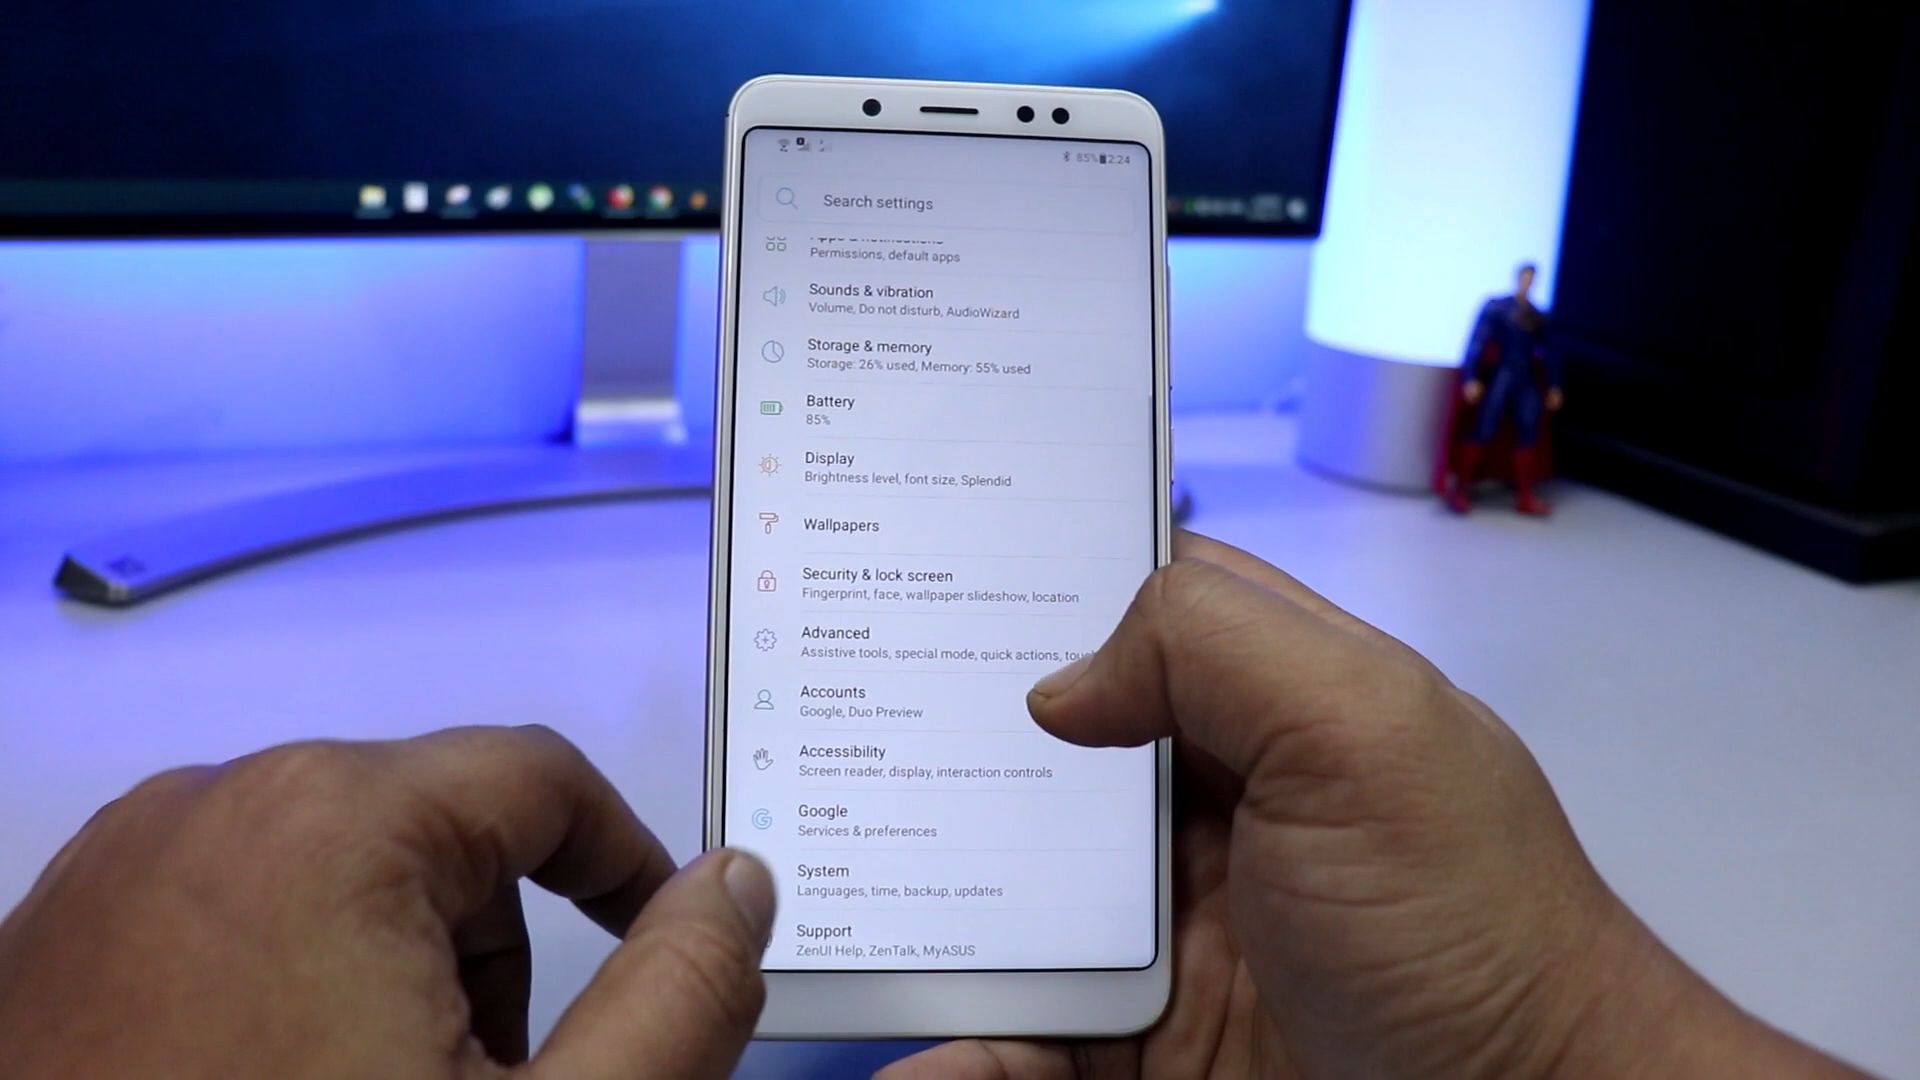 85% 2:24
Search settings
Permissions, default apps
Sounds & vibration
Volume, Do not disturb, AudioWizard
Storage & memory
Storage: 26% used, Memory: 55% used
Battery
85%
Display
Brightness level, font size, Splendid
Wallpapers
Security & lock screen
Fingerprint, face, wallpaper slideshow, location
Advanced
Assistive tools, special mode, quick actions,
Accounts
Google, Duo Preview
Accessibility
Screen reader, display, interaction controls
Google
Services & preferences
System
Languages, time, backup, updates
Support
ZenUI Help, ZenTalk, MyASUS